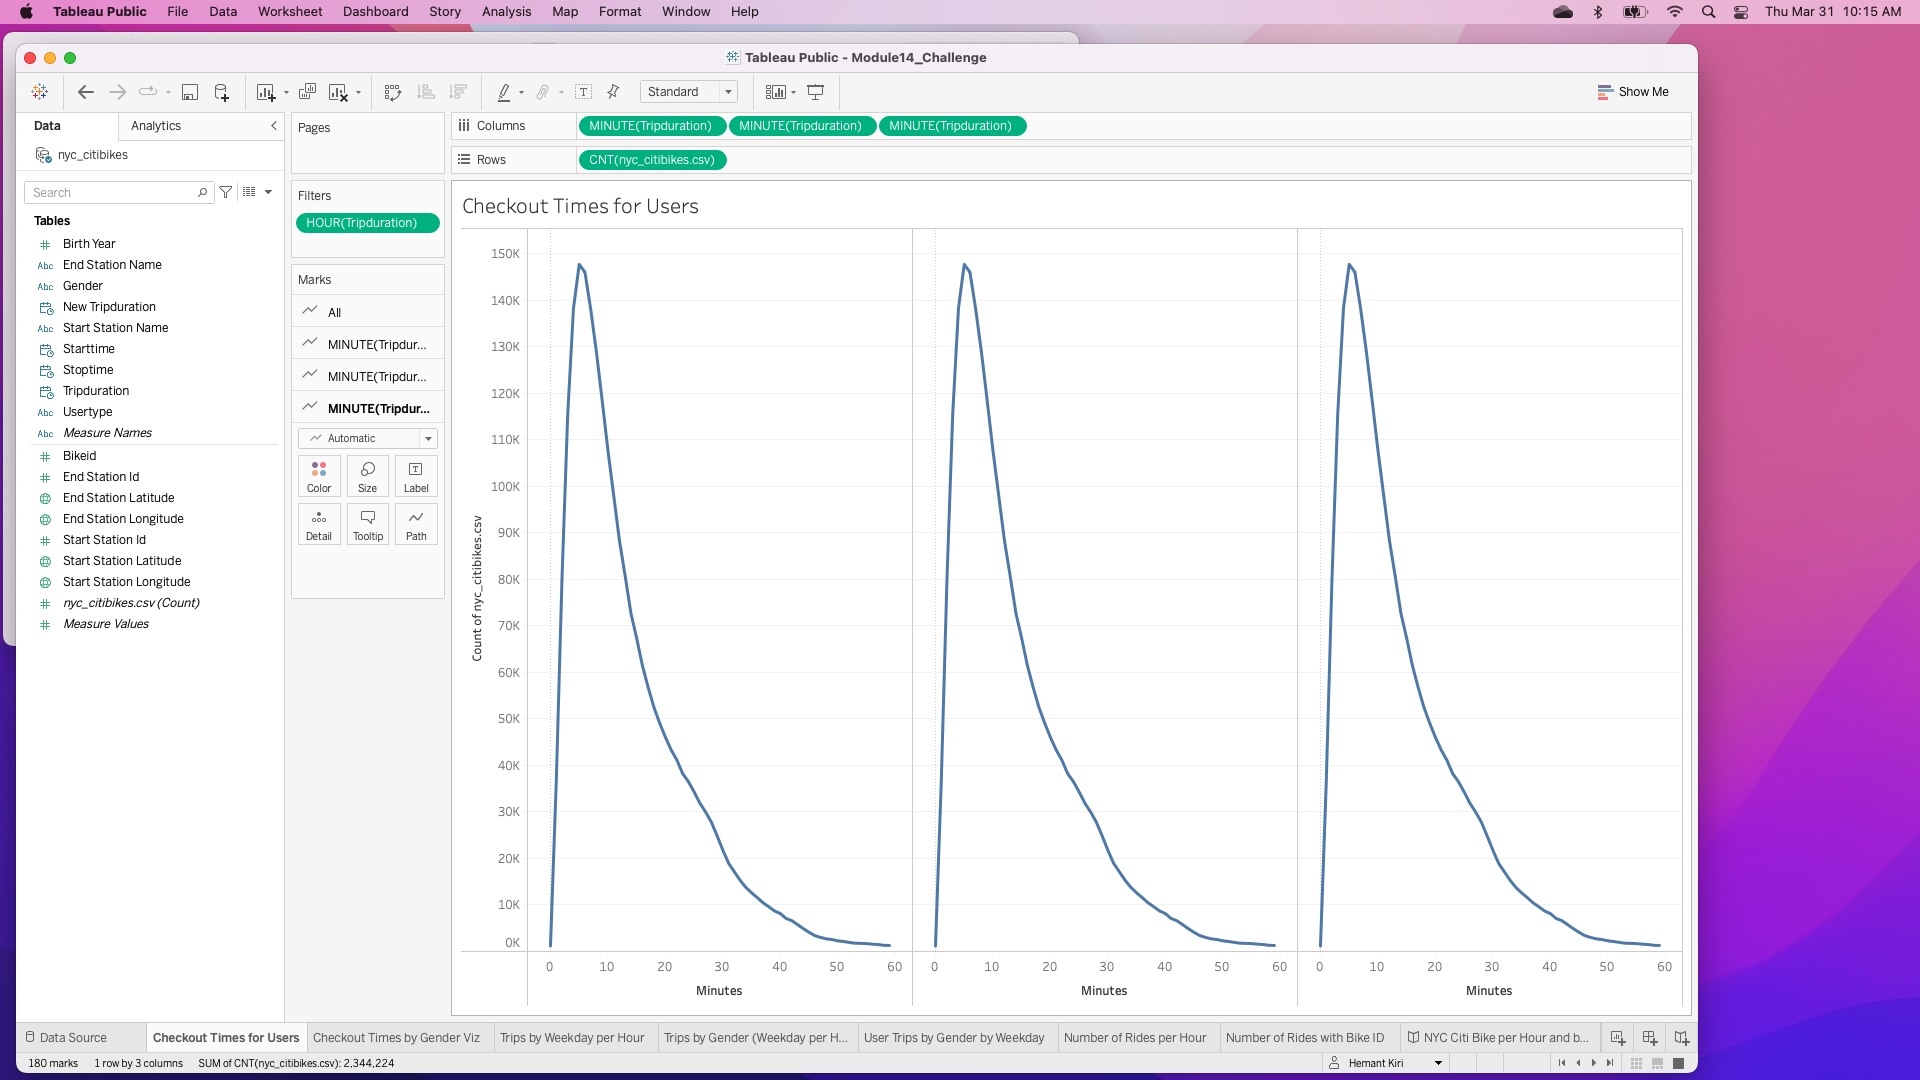 Tableau Public File Data Worksheet Dashboard Story Analysis Map Format Window Help Thu Mar 31 10:15 AM
Tableau Public - Module14_Challenge
Standard Show Me
Data Analytics
nyc_citibikes
Search
Tables
# Birth Year
Abc End Station Name
Abc Gender
New Tripduration
Abc Start Station Name
Starttime
Stoptime
Tripduration
Abc Usertype
Abc Measure Names
# Bikeid
# End Station Id
End Station Latitude
End Station Longitude
# Start Station Id
Start Station Latitude
Start Station Longitude
# nyc_citibikes.csv (Count)
# Measure Values
Pages
Filters
HOUR(Tripduration)
Marks
All
MINUTE(Tripdur...
MINUTE(Tripdur...
MINUTE(Tripdur...
Automatic
Color Size Label
Detail Tooltip Path
Columns MINUTE(Tripduration) MINUTE(Tripduration) MINUTE(Tripduration)
Rows CNT(nyc_citibikes.csv)
Checkout Times for Users
Count of nyc_citibikes.csv
150K
140K
130K
120K
110K
100K
90K
80K
70K
60K
50K
40K
30K
20K
10K
0K
0 10 20 30 40 50 60 0 10 20 30 40 50 60 0 10 20 30 40 50 60
Minutes Minutes Minutes
Data Source Checkout Times for Users Checkout Times by Gender Viz Trips by Weekday per Hour Trips by Gender (Weekday per H... User Trips by Gender by Weekday Number of Rides per Hour Number of Rides with Bike ID NYC Citi Bike per Hour and b...
180 marks 1 row by 3 columns SUM of CNT(nyc_citibikes.csv): 2,344,224 Hemant Kiri